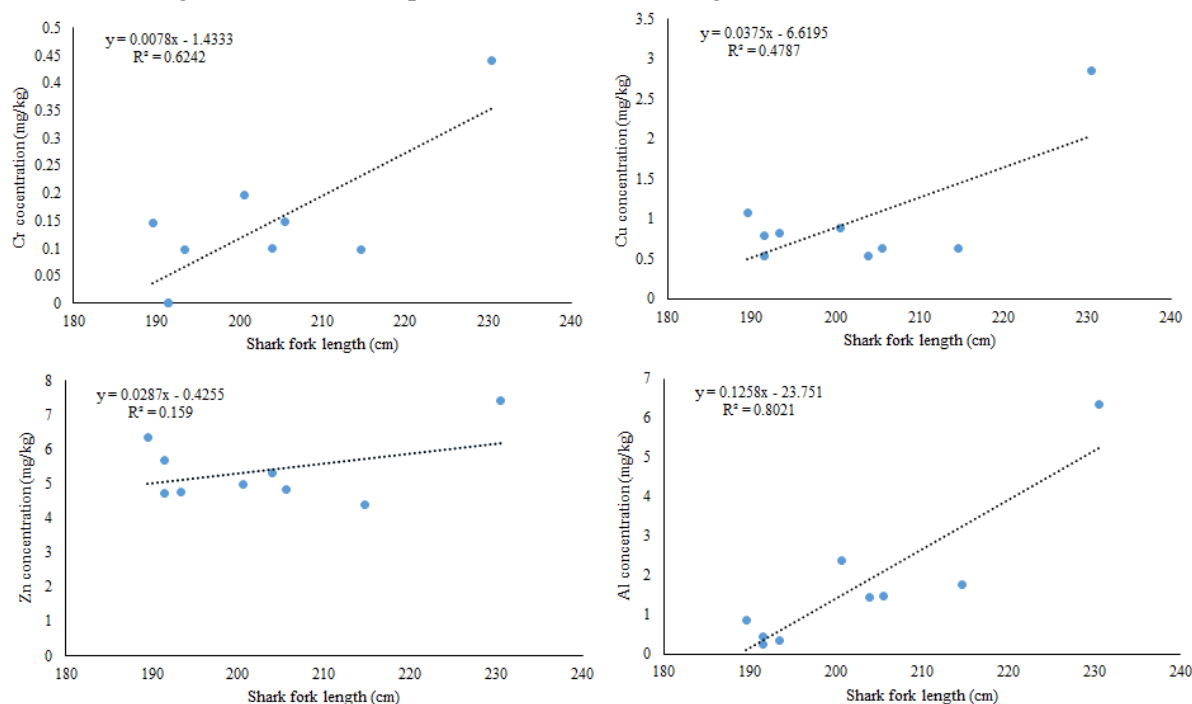 y = 0.0078x - 1.4333
R² = 0.6242
Cr cocentration (mg/kg)
0.5
0.45
0.4
0.35
0.3
0.25
0.2
0.15
0.1
0.05
0
180 190 200 210 220 230 240
Shark fork length (cm)
y = 0.0375x - 6.6195
R² = 0.4787
Cu concentration (mg/kg)
3.5
3
2.5
2
1.5
1
0.5
0
180 190 200 210 220 230 240
Shark fork length (cm)
y = 0.0287x - 0.4255
R² = 0.159
Zn concentration (mg/kg)
8
7
6
5
4
3
2
1
0
180 190 200 210 220 230 240
Shark fork length (cm)
y = 0.1258x - 23.751
R² = 0.8021
Al concentration (mg/kg)
7
6
5
4
3
2
1
0
180 190 200 210 220 230 240
Shark fork length (cm)